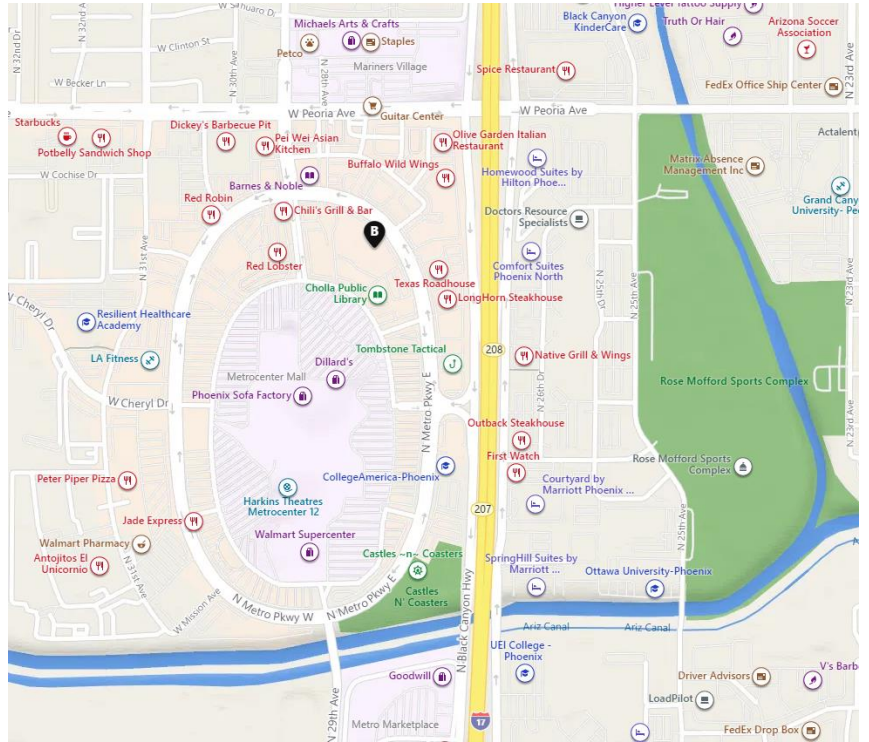 N 32nd Dr
N 32nd A
W Clinton St
W Becker Ln
N 30th Ave
N 28th Ave
Michaels Arts & Crafts
Petco
Staples
Mariners Village
Black Canyon
KinderCare
Truth Or Hair
Arizona Soccer
Association
Spice Restaurant
FedEx Office Ship Center
N 23rd Ave
W Peoria Ave
Guitar Center
W Peoria Ave
Starbucks
Potbelly Sandwich Shop
Dickey's Barbecue Pit
Pei Wei Asian
Kitchen
Olive Garden Italian
Restaurant
Buffalo Wild Wings
Actalent
W Cochise Dr
Barnes & Noble
Homewood Suites by
Hilton Phoe...
Matrix Absence
Management Inc
Red Robin
Chili's Grill & Bar
Doctors Resource
Specialists
Grand Cany
University- Pe
B
N 31st Ave
Red Lobster
Texas Roadhouse
Comfort Suites
Phoenix North
N 25th Dr
N 25th Ave
Cholla Public
Library
LongHorn Steakhouse
W Cheryl Dr
Resilient Healthcare
Academy
LA Fitness
Tombstone Tactical
208
Native Grill & Wings
Dillard's
Metrocenter Mall
Phoenix Sofa Factory
N Metro Pkwy E
N 26th Dr
Rose Mofford Sports Complex
W Cheryl Dr
Outback Steakhouse
First Watch
N 23rd Ave
Rose Mofford Sports
Complex
CollegeAmerica-Phoenix
Peter Piper Pizza
Harkins Theatres
Metrocenter 12
Courtyard by
Marriott Phoenix ...
207
Jade Express
Walmart Supercenter
N 25th Ave
Walmart Pharmacy
Antojitos El
Unicornio
N 31st Ave
Castles ~n~ Coasters
Castles
N' Coasters
SpringHill Suites by
Marriott ...
Ottawa University-Phoenix
W Mission Ave
N Metro Pkwy W
N Metro Pkwy E
N Black Canyon Hwy
Ariz Canal
Ariz Canal
UEI College -
Phoenix
Goodwill
N 29th Ave
Driver Advisors
V's Barb
LoadPilot
Metro Marketplace
17
FedEx Drop Box